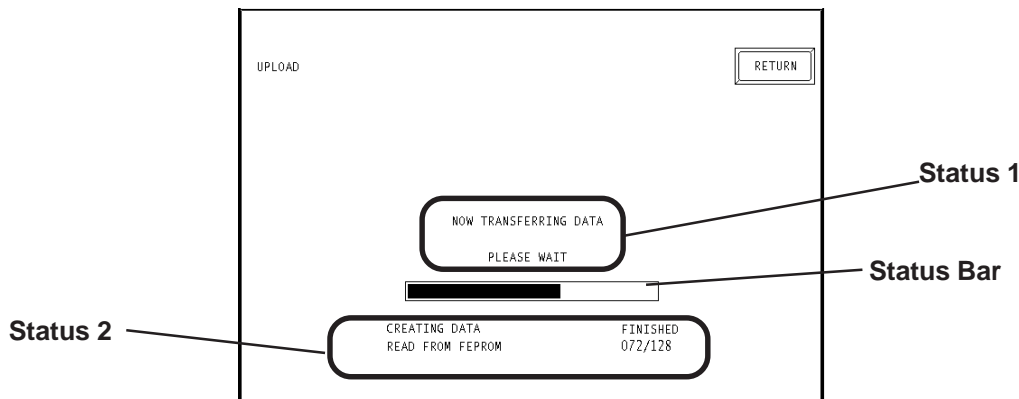 UPLOAD
RETURN
Status 1
NOW TRANSFERRING DATA
PLEASE WAIT
Status Bar
Status 2
CREATING DATA FINISHED
READ FROM FEPROM 072/128